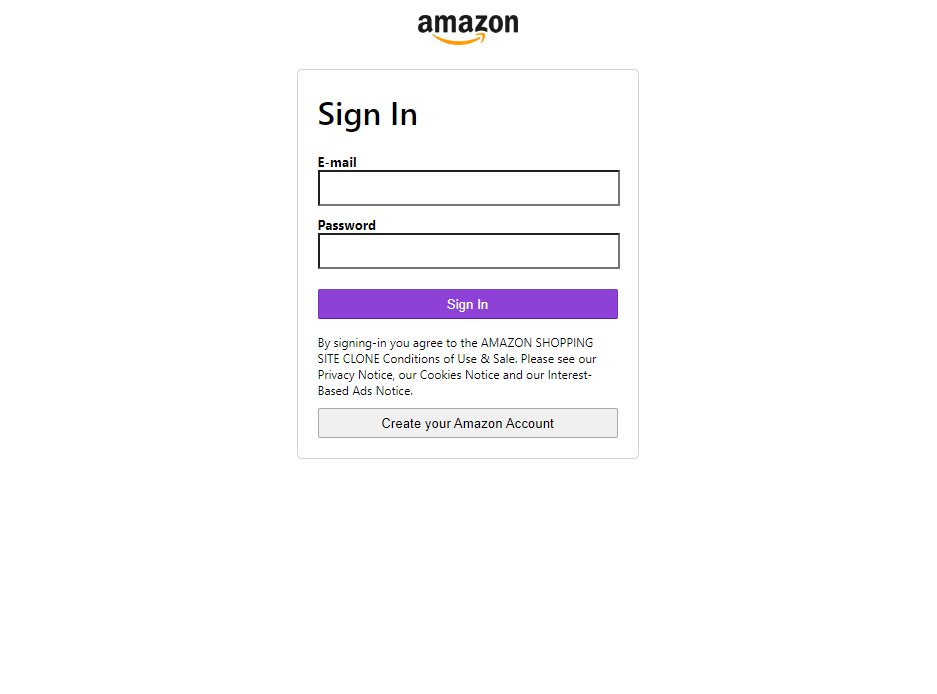 amazon
Sign In
E-mail
Password
Sign In
By signing-in you agree to the AMAZON SHOPPING
SITE CLONE Conditions of Use & Sale. Please see our
Privacy Notice, our Cookies Notice and our Interest-
Based Ads Notice.
Create your Amazon Account